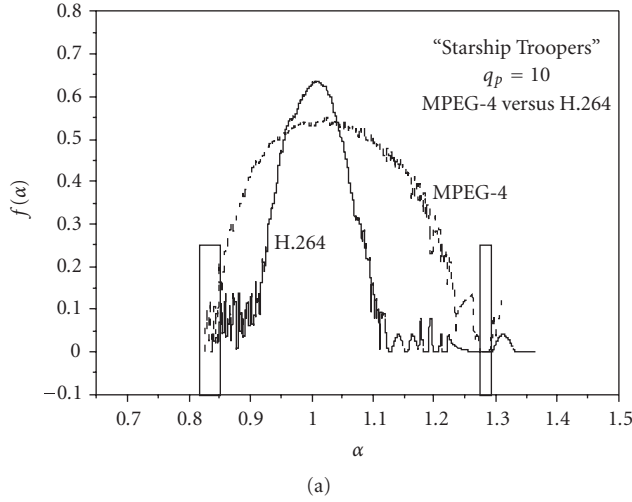 0.8
0.7
0.6
0.5
0.4
0.3
0.2
0.1
0
−0.1
f(α)
“Starship Troopers”
qp = 10
MPEG-4 versus H.264
MPEG-4
H.264
0.7 0.8 0.9 1 1.1 1.2 1.3 1.4 1.5
α
(a)